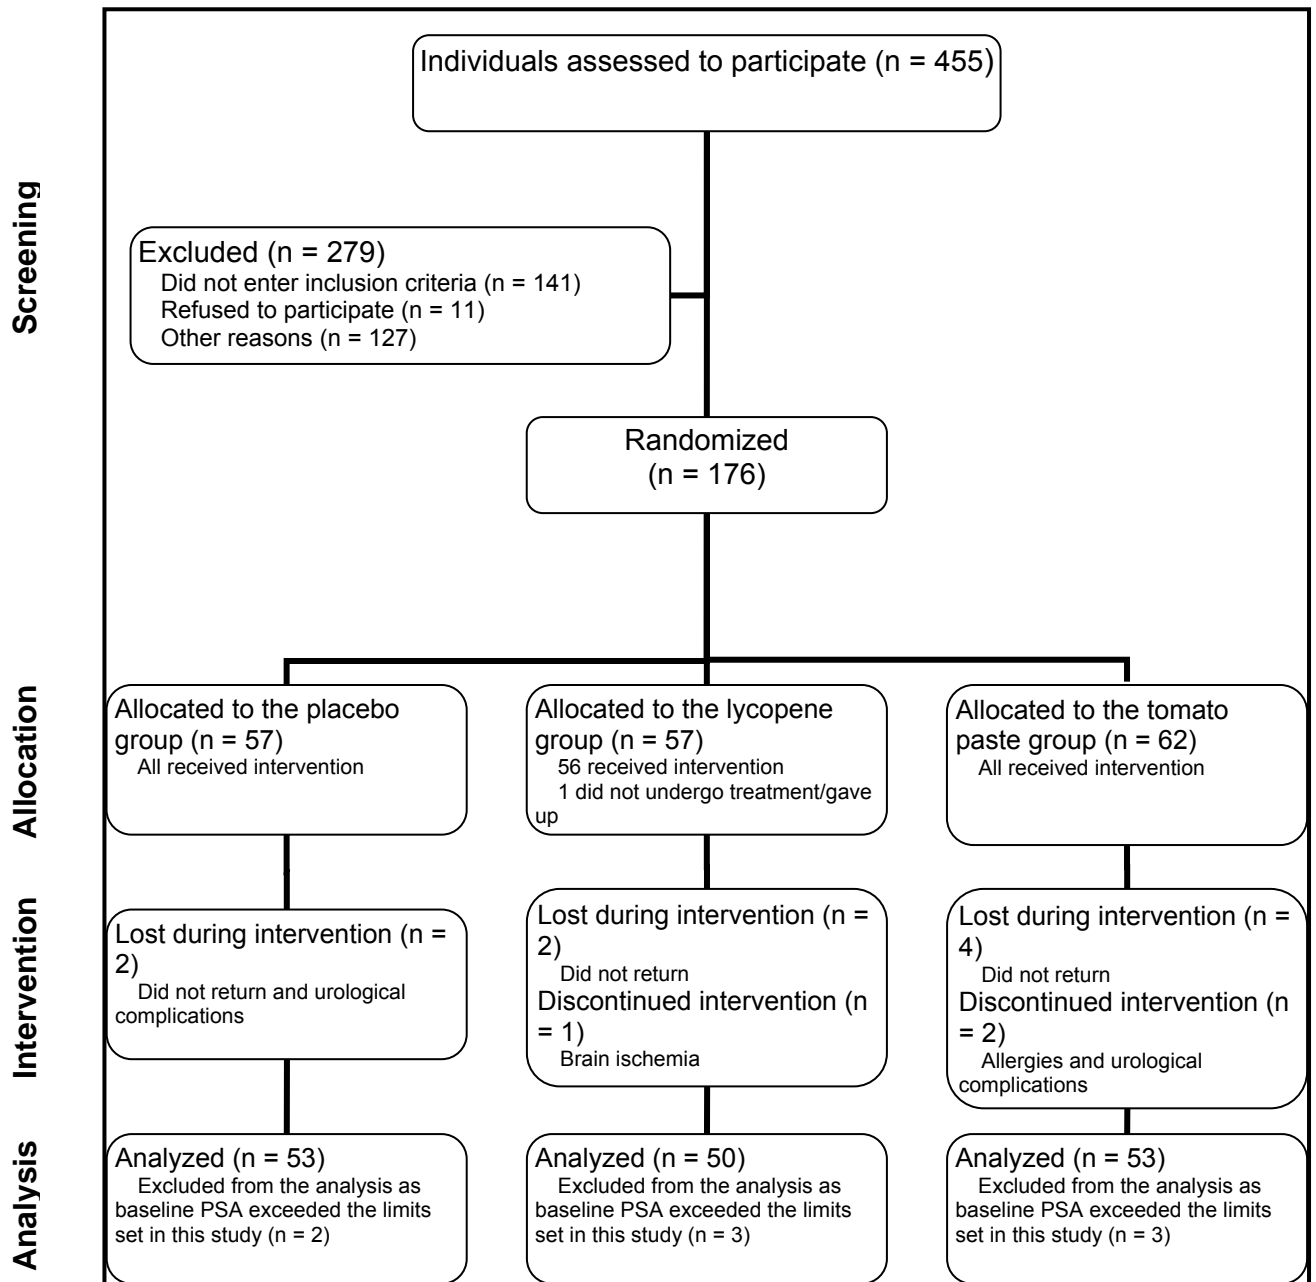 Individuals assessed to participate (n = 455)
Screening
Excluded (n = 279)
Did not enter inclusion criteria (n = 141)
Refused to participate (n = 11)
Other reasons (n = 127)
Randomized
(n = 176)
Allocation
Allocated to the placebo
group (n = 57)
All received intervention
Allocated to the lycopene
group (n = 57)
56 received intervention
1 did not undergo treatment/gave
up
Allocated to the tomato
paste group (n = 62)
All received intervention
Intervention
Lost during intervention (n =
2)
Did not return and urological
complications
Lost during intervention (n =
2)
Did not return
Discontinued intervention (n
= 1)
Brain ischemia
Lost during intervention (n =
4)
Did not return
Discontinued intervention (n
= 2)
Allergies and urological
complications
Analysis
Analyzed (n = 53)
Excluded from the analysis as
baseline PSA exceeded the limits
set in this study (n = 2)
Analyzed (n = 50)
Excluded from the analysis as
baseline PSA exceeded the limits
set in this study (n = 3)
Analyzed (n = 53)
Excluded from the analysis as
baseline PSA exceeded the limits
set in this study (n = 3)